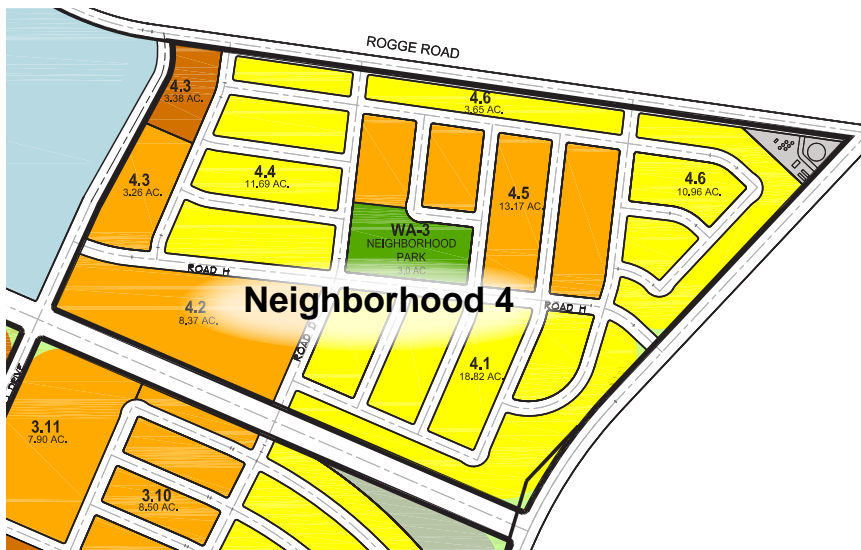 ROGGE ROAD
4.3
3.38 AC.
4.6
3.65 AC.
4.4
11.69 AC.
4.3
3.26 AC.
4.5
13.17 AC.
4.6
10.96 AC.
WA-3
NEIGHBORHOOD
PARK
3.0 AC
ROAD H
Neighborhood 4
4.2
8.37 AC.
ROAD H
ROAD D
4.1
18.82 AC.
DRIVE
3.11
7.90 AC.
3.10
8.50 AC.